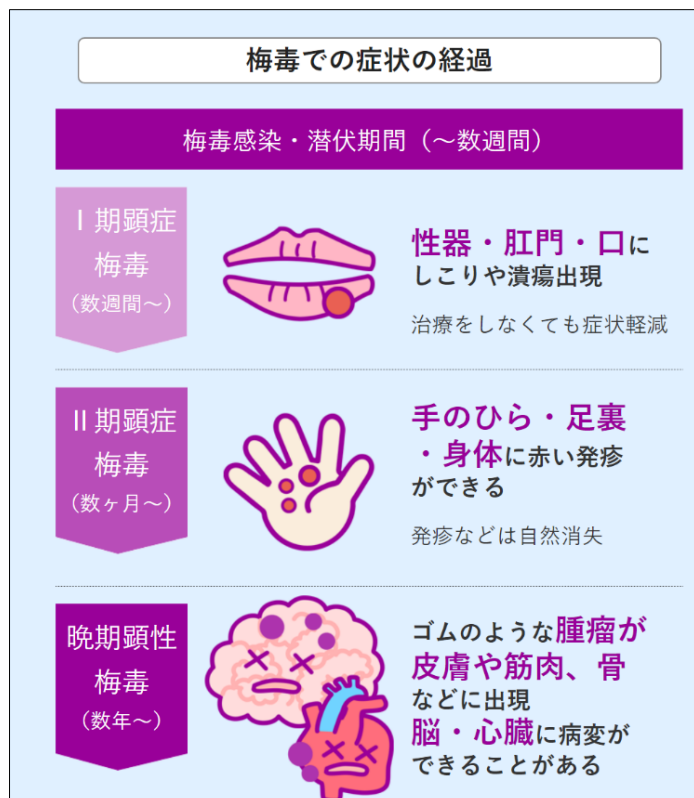 梅毒での症状の経過
梅毒感染・潜伏期間（～数週間）
Ⅰ期顕症
梅毒
（数週間～）
性器・肛門・口に
しこりや潰瘍出現
治療をしなくても症状軽減
Ⅱ期顕症
梅毒
（数ヶ月～）
手のひら・足裏
・身体に赤い発疹
ができる
発疹などは自然消失
晩期顕性
梅毒
（数年～）
ゴムのような腫瘤が
皮膚や筋肉、骨
などに出現
脳・心臓に病変が
できることがある